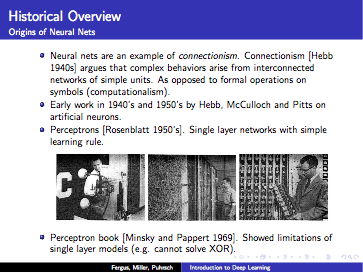 Historical Overview
Origins of Neural Nets
Neural nets are an example of connectionism. Connectionism [Hebb
1940s] argues that complex behaviors arise from interconnected
networks of simple units. As opposed to formal operations on
symbols (computationalism).
Early work in 1940's and 1950's by Hebb, McCulloch and Pitts on
artificial neurons.
Perceptrons [Rosenblatt 1950's]. Single layer networks with simple
learning rule.
Perceptron book [Minsky and Pappert 1969]. Showed limitations of
single layer models (e.g. cannot solve XOR).
Fergus, Miller, Puhrsch
Introduction to Deep Learning